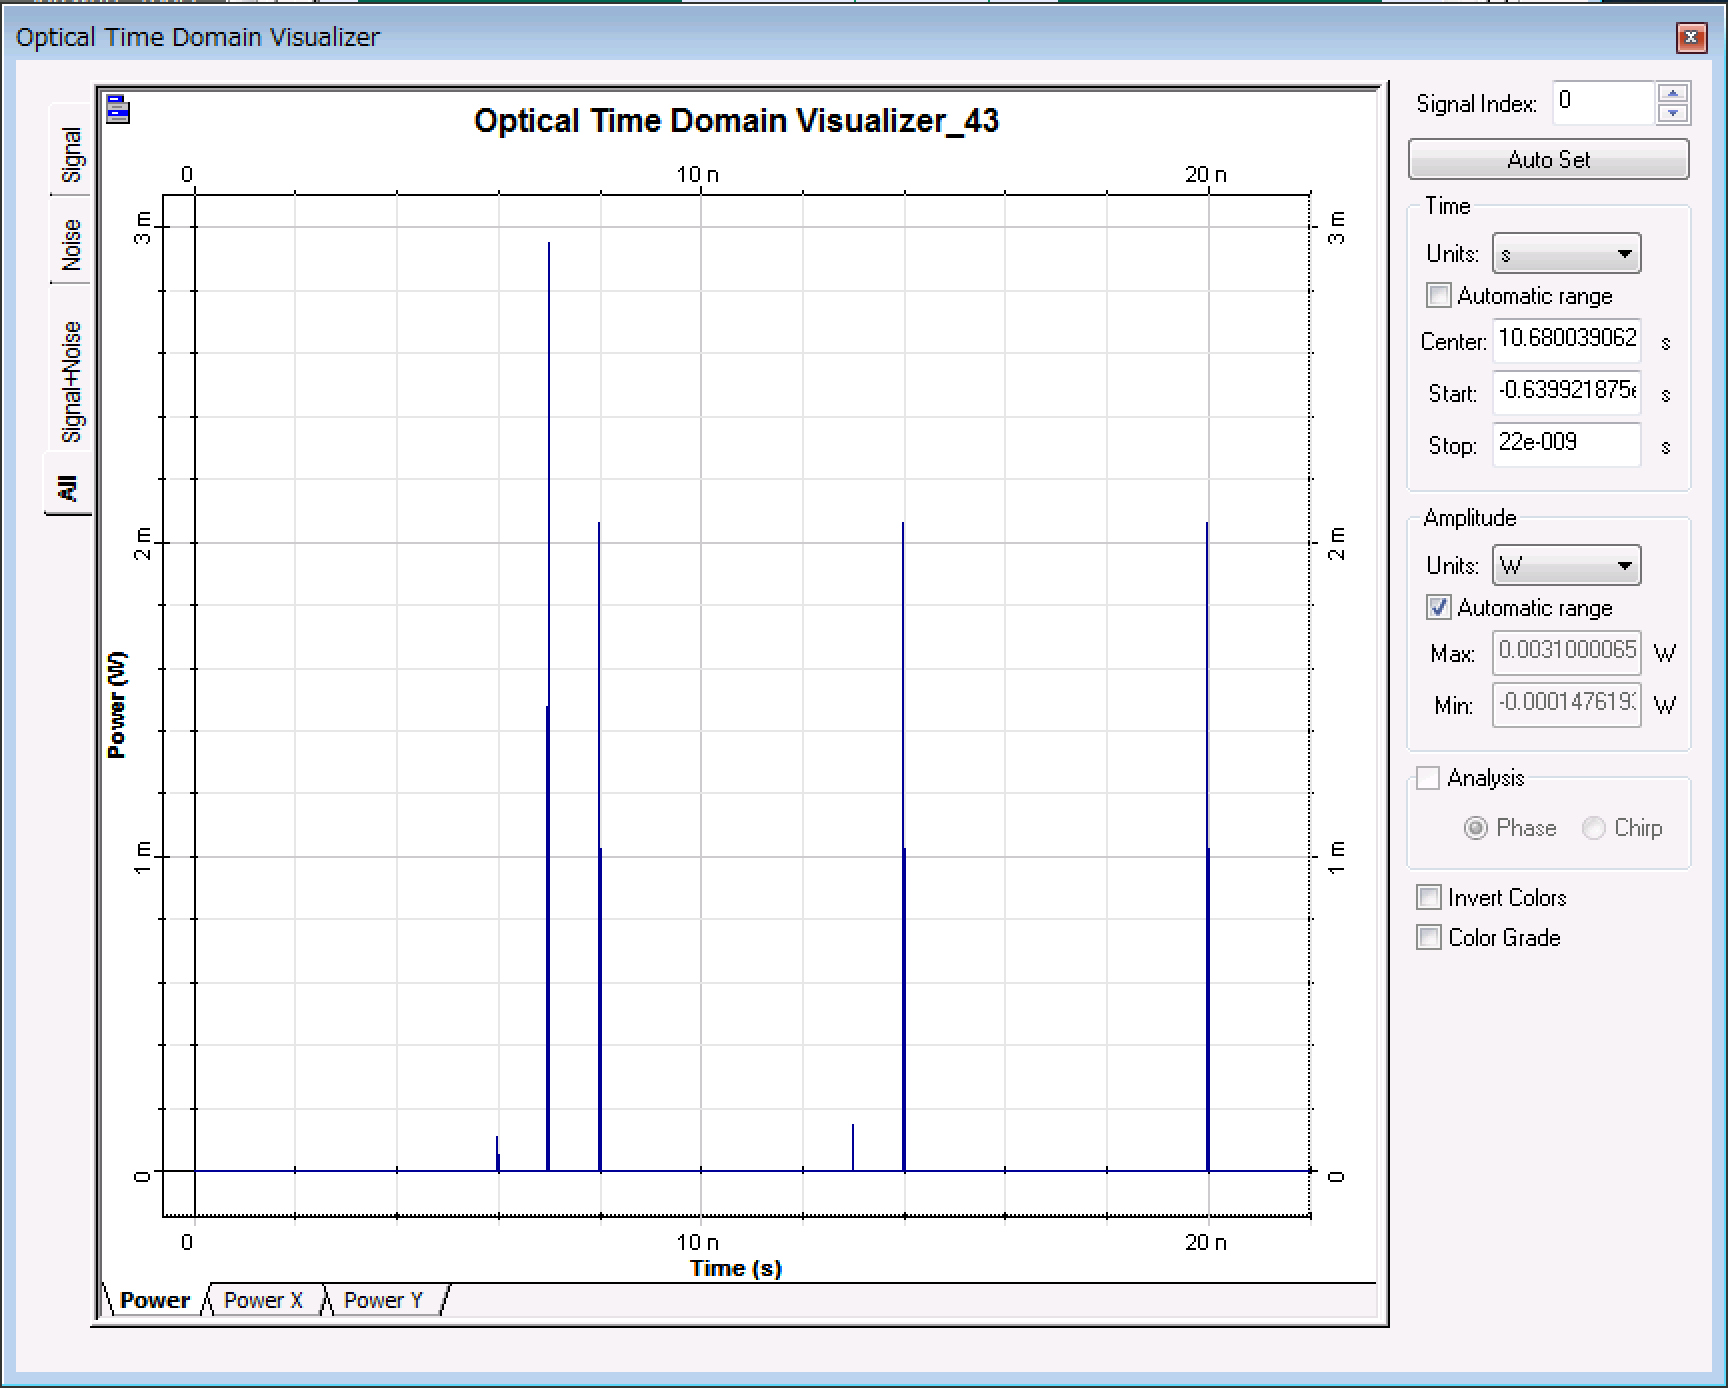 Optical Time Domain Visualizer
Signal
Noise
Signal+Noise
All
Optical Time Domain Visualizer_43
0 10 n 20 n
3 m
2 m
1 m
0
Power (W)
3 m
2 m
1 m
0
0 10 n 20 n
Time (s)
Power Power X Power Y
Signal Index: 0
Auto Set
Time
Units: s
Automatic range
Center: 10.680039062 s
Start: -0.639921875e s
Stop: 22e-009 s
Amplitude
Units: W
Automatic range
Max: 0.0031000065 W
Min: -0.000147619 W
Analysis
Phase Chirp
Invert Colors
Color Grade